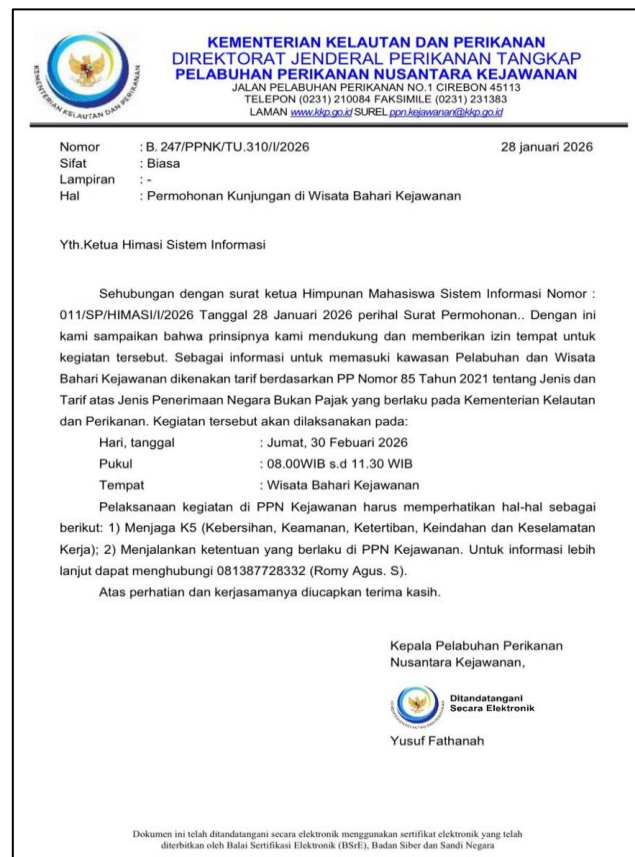 KEMENTERIAN KELAUTAN DAN PERIKANAN
KEMENTERIAN KELAUTAN DAN PERIKANAN
DIREKTORAT JENDERAL PERIKANAN TANGKAP
PELABUHAN PERIKANAN NUSANTARA KEJAWANAN
JALAN PELABUHAN PERIKANAN NO.1 CIREBON 45113
TELEPON (0231) 210084 FAKSIMILE (0231) 231383
LAMAN www.kkp.go.id SUREL ppn.kejawanan@kkp.go.id
Nomor : B. 247/PPNK/TU.310/I/2026 28 januari 2026
Sifat : Biasa
Lampiran : -
Hal : Permohonan Kunjungan di Wisata Bahari Kejawanan
Yth.Ketua Himasi Sistem Informasi
Sehubungan dengan surat ketua Himpunan Mahasiswa Sistem Informasi Nomor :
011/SP/HIMASI/I/2026 Tanggal 28 Januari 2026 perihal Surat Permohonan.. Dengan ini
kami sampaikan bahwa prinsipnya kami mendukung dan memberikan izin tempat untuk
kegiatan tersebut. Sebagai informasi untuk memasuki kawasan Pelabuhan dan Wisata
Bahari Kejawanan dikenakan tarif berdasarkan PP Nomor 85 Tahun 2021 tentang Jenis dan
Tarif atas Jenis Penerimaan Negara Bukan Pajak yang berlaku pada Kementerian Kelautan
dan Perikanan. Kegiatan tersebut akan dilaksanakan pada:
Hari, tanggal : Jumat, 30 Febuari 2026
Pukul : 08.00WIB s.d 11.30 WIB
Tempat : Wisata Bahari Kejawanan
Pelaksanaan kegiatan di PPN Kejawanan harus memperhatikan hal-hal sebagai
berikut: 1) Menjaga K5 (Kebersihan, Keamanan, Ketertiban, Keindahan dan Keselamatan
Kerja); 2) Menjalankan ketentuan yang berlaku di PPN Kejawanan. Untuk informasi lebih
lanjut dapat menghubungi 081387728332 (Romy Agus. S).
Atas perhatian dan kerjasamanya diucapkan terima kasih.
Kepala Pelabuhan Perikanan
Nusantara Kejawanan,
Ditandatangani
Secara Elektronik
Yusuf Fathanah
Dokumen ini telah ditandatangani secara elektronik menggunakan sertifikat elektronik yang telah
diterbitkan oleh Balai Sertifikasi Elektronik (BSrE), Badan Siber dan Sandi Negara